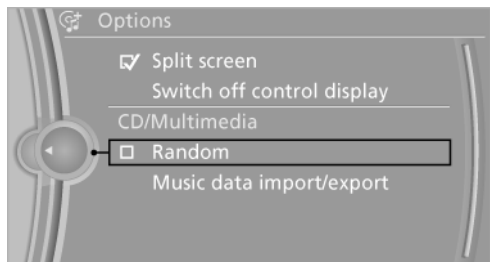 Options
Split screen
Switch off control display
CD/Multimedia
Random
Music data import/export